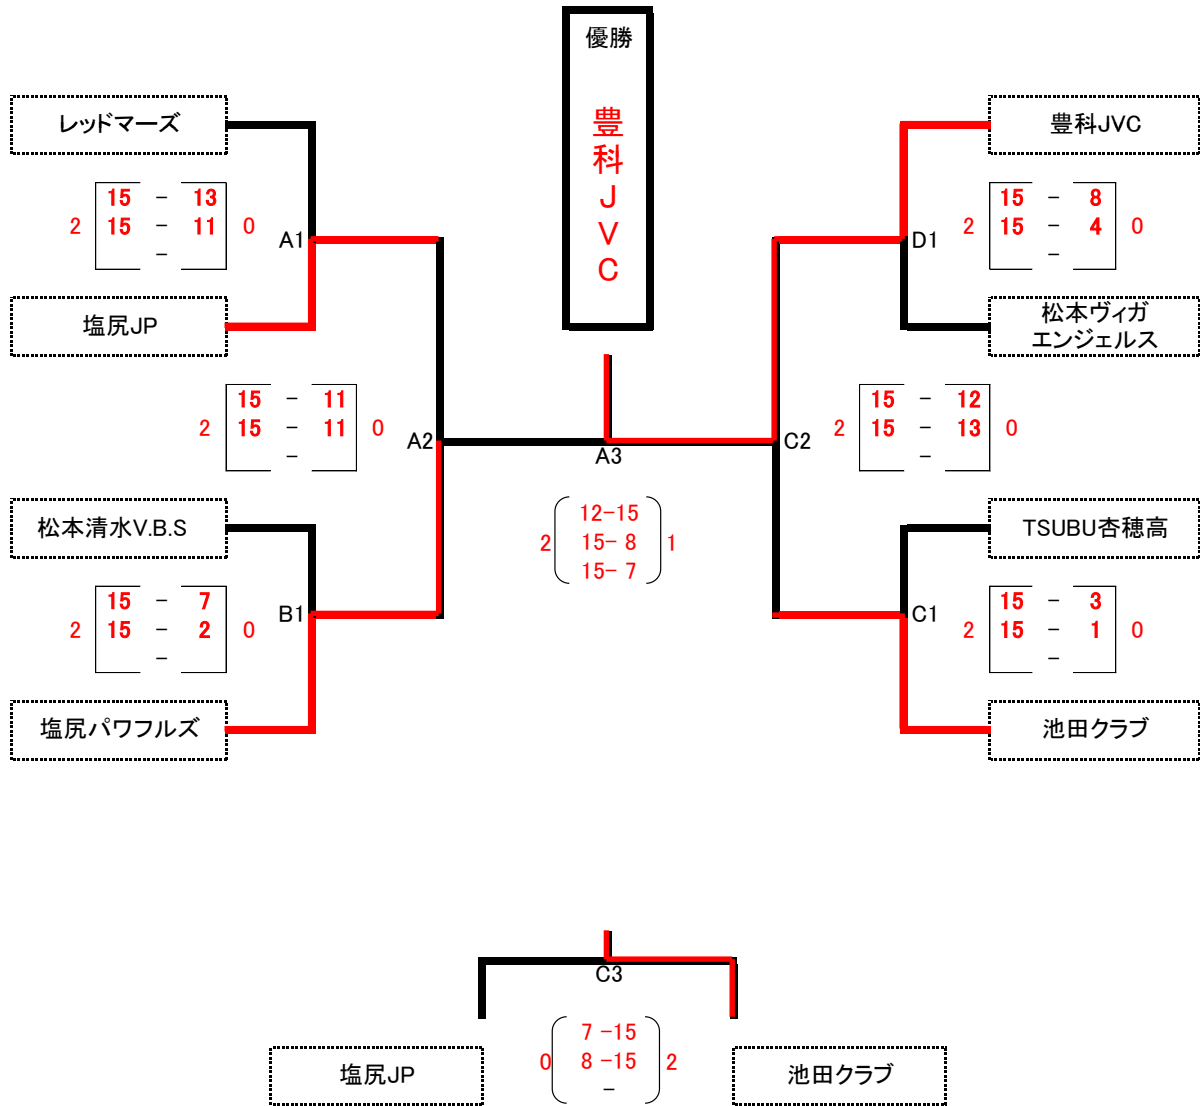 優勝
豊科JVC
レッドマーズ
豊科JVC
15 - 13
2 15 - 11 0
-
A1
15 - 8
2 15 - 4 0
-
D1
塩尻JP
松本ヴィガ
エンジェルス
15 - 11
2 15 - 11 0
-
A2
A3
C2
15 - 12
2 15 - 13 0
-
松本清水V.B.S
12-15
2 15- 8 1
15- 7
TSUBU杏穂高
15 - 7
2 15 - 2 0
-
B1
C1
15 - 3
2 15 - 1 0
-
塩尻パワフルズ
池田クラブ
C3
7 -15
0 8 -15 2
-
塩尻JP
池田クラブ